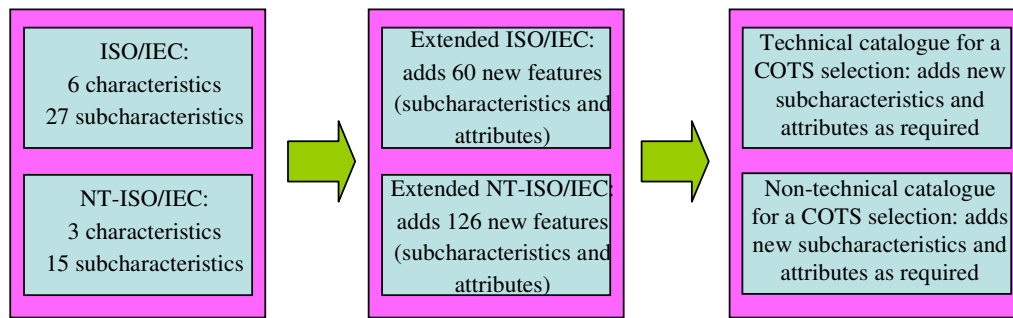 ISO/IEC:
6 characteristics
27 subcharacteristics
NT-ISO/IEC:
3 characteristics
15 subcharacteristics
Extended ISO/IEC:
adds 60 new features
(subcharacteristics and
attributes)
Extended NT-ISO/IEC:
adds 126 new features
(subcharacteristics and
attributes)
Technical catalogue for a
COTS selection: adds new
subcharacteristics and
attributes as required
Non-technical catalogue
for a COTS selection: adds
new subcharacteristics and
attributes as required